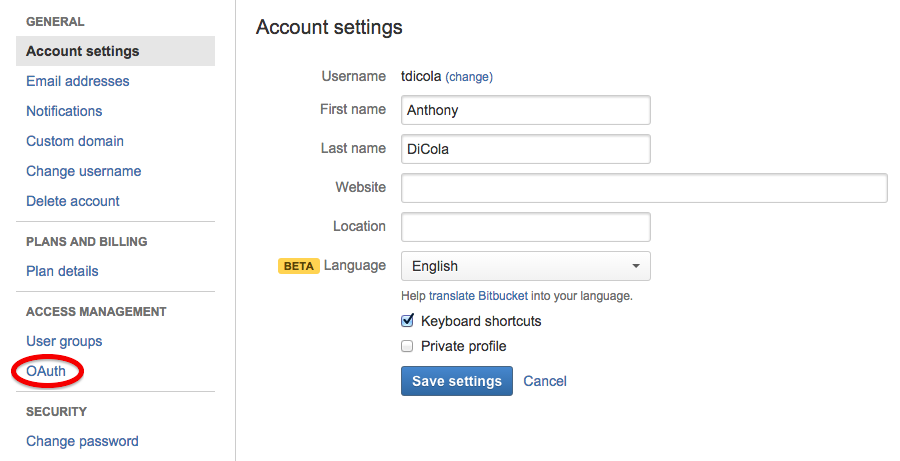 GENERAL
Account settings
Email addresses
Notifications
Custom domain
Change username
Delete account
PLANS AND BILLING
Plan details
ACCESS MANAGEMENT
User groups
OAuth
SECURITY
Change password
Account settings
Username tdicola (change)
First name Anthony
Last name DiCola
Website
Location
BETA Language English
Help translate Bitbucket into your language.
Keyboard shortcuts
Private profile
Save settings Cancel